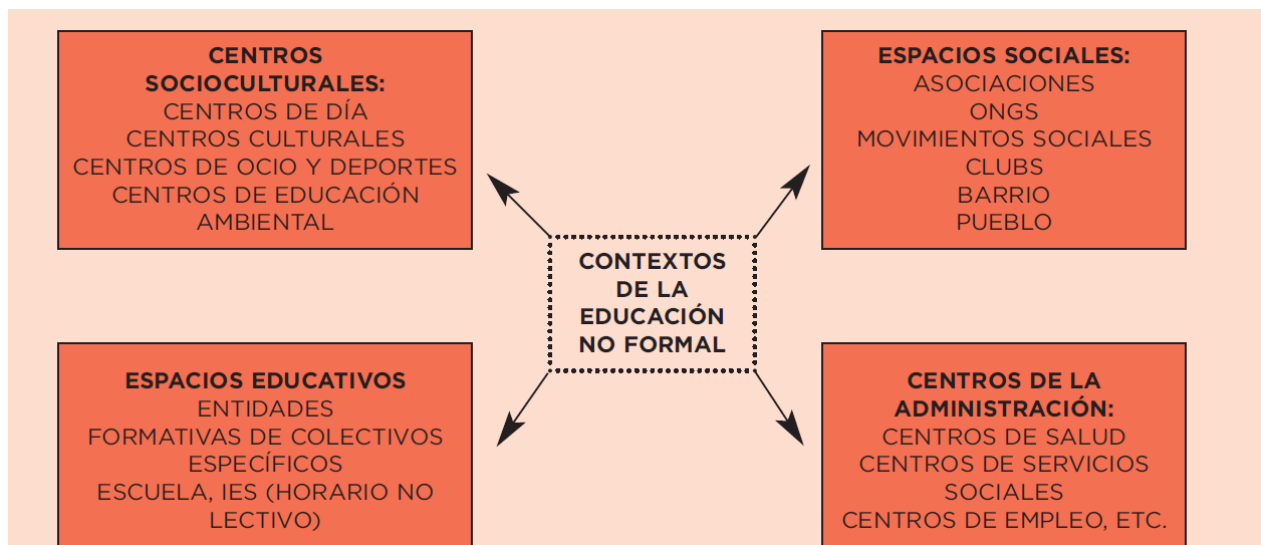 CENTROS
SOCIOCULTURALES:
CENTROS DE DÍA
CENTROS CULTURALES
CENTROS DE OCIO Y DEPORTES
CENTROS DE EDUCACIÓN
AMBIENTAL
ESPACIOS SOCIALES:
ASOCIACIONES
ONGS
MOVIMIENTOS SOCIALES
CLUBS
BARRIO
PUEBLO
CONTEXTOS
DE LA
EDUCACIÓN
NO FORMAL
ESPACIOS EDUCATIVOS
ENTIDADES
FORMATIVAS DE COLECTIVOS
ESPECÍFICOS
ESCUELA, IES (HORARIO NO
LECTIVO)
CENTROS DE LA
ADMINISTRACIÓN:
CENTROS DE SALUD
CENTROS DE SERVICIOS
SOCIALES
CENTROS DE EMPLEO, ETC.